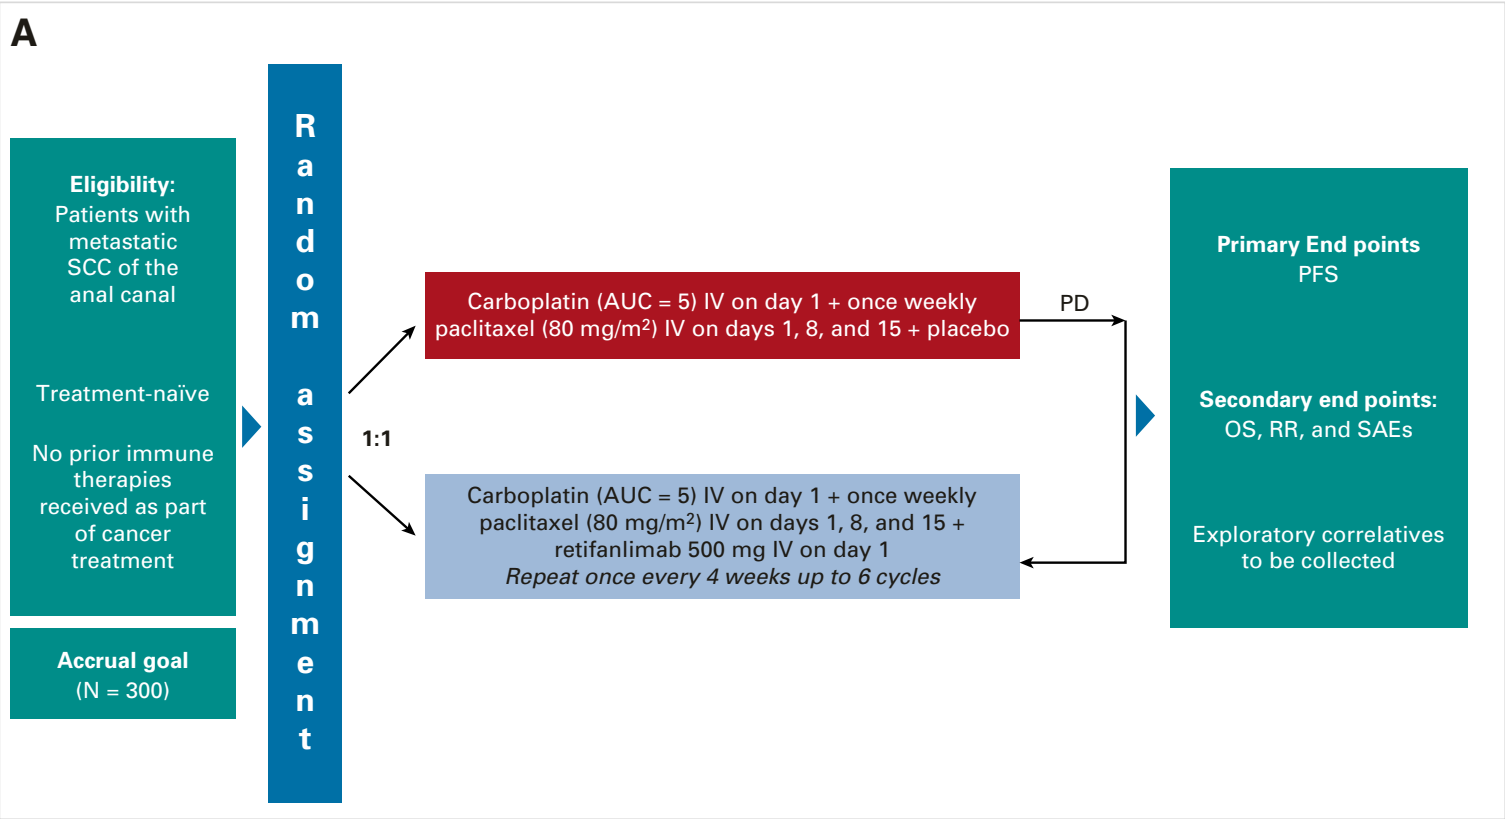 A
Eligibility:
Patients with
metastatic
SCC of the
anal canal
Treatment-naïve
No prior immune
therapies
received as part
of cancer
treatment
Accrual goal
(N = 300)
Random assignment
1:1
Carboplatin (AUC = 5) IV on day 1 + once weekly
paclitaxel (80 mg/m²) IV on days 1, 8, and 15 + placebo
PD
Carboplatin (AUC = 5) IV on day 1 + once weekly
paclitaxel (80 mg/m²) IV on days 1, 8, and 15 +
retifanlimab 500 mg IV on day 1
Repeat once every 4 weeks up to 6 cycles
Primary End points
PFS
Secondary end points:
OS, RR, and SAEs
Exploratory correlatives
to be collected